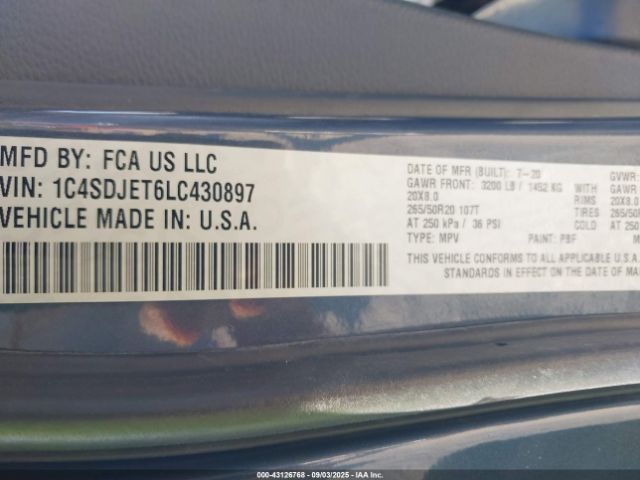 MFD BY: FCA US LLC
VIN: 1C4SDJET6LC430897
VEHICLE MADE IN: U.S.A.
DATE OF MFR (BUILT): 7-20
GAWR FRONT: 3200 LB / 1452 KG
20X8.0
265/50R20 107T
AT 250 kPa / 36 PSI
TYPE: MPV PAINT: PBF
THIS VEHICLE CONFORMS TO ALL APPLICABLE U.S.A.
STANDARDS IN EFFECT ON THE DATE OF MA
GVWR:
GAWR R
RIMS 20X8.
TIRES 265/50
COLD AT 250
M
000-43126768 - 09/03/2025 - IAA Inc.